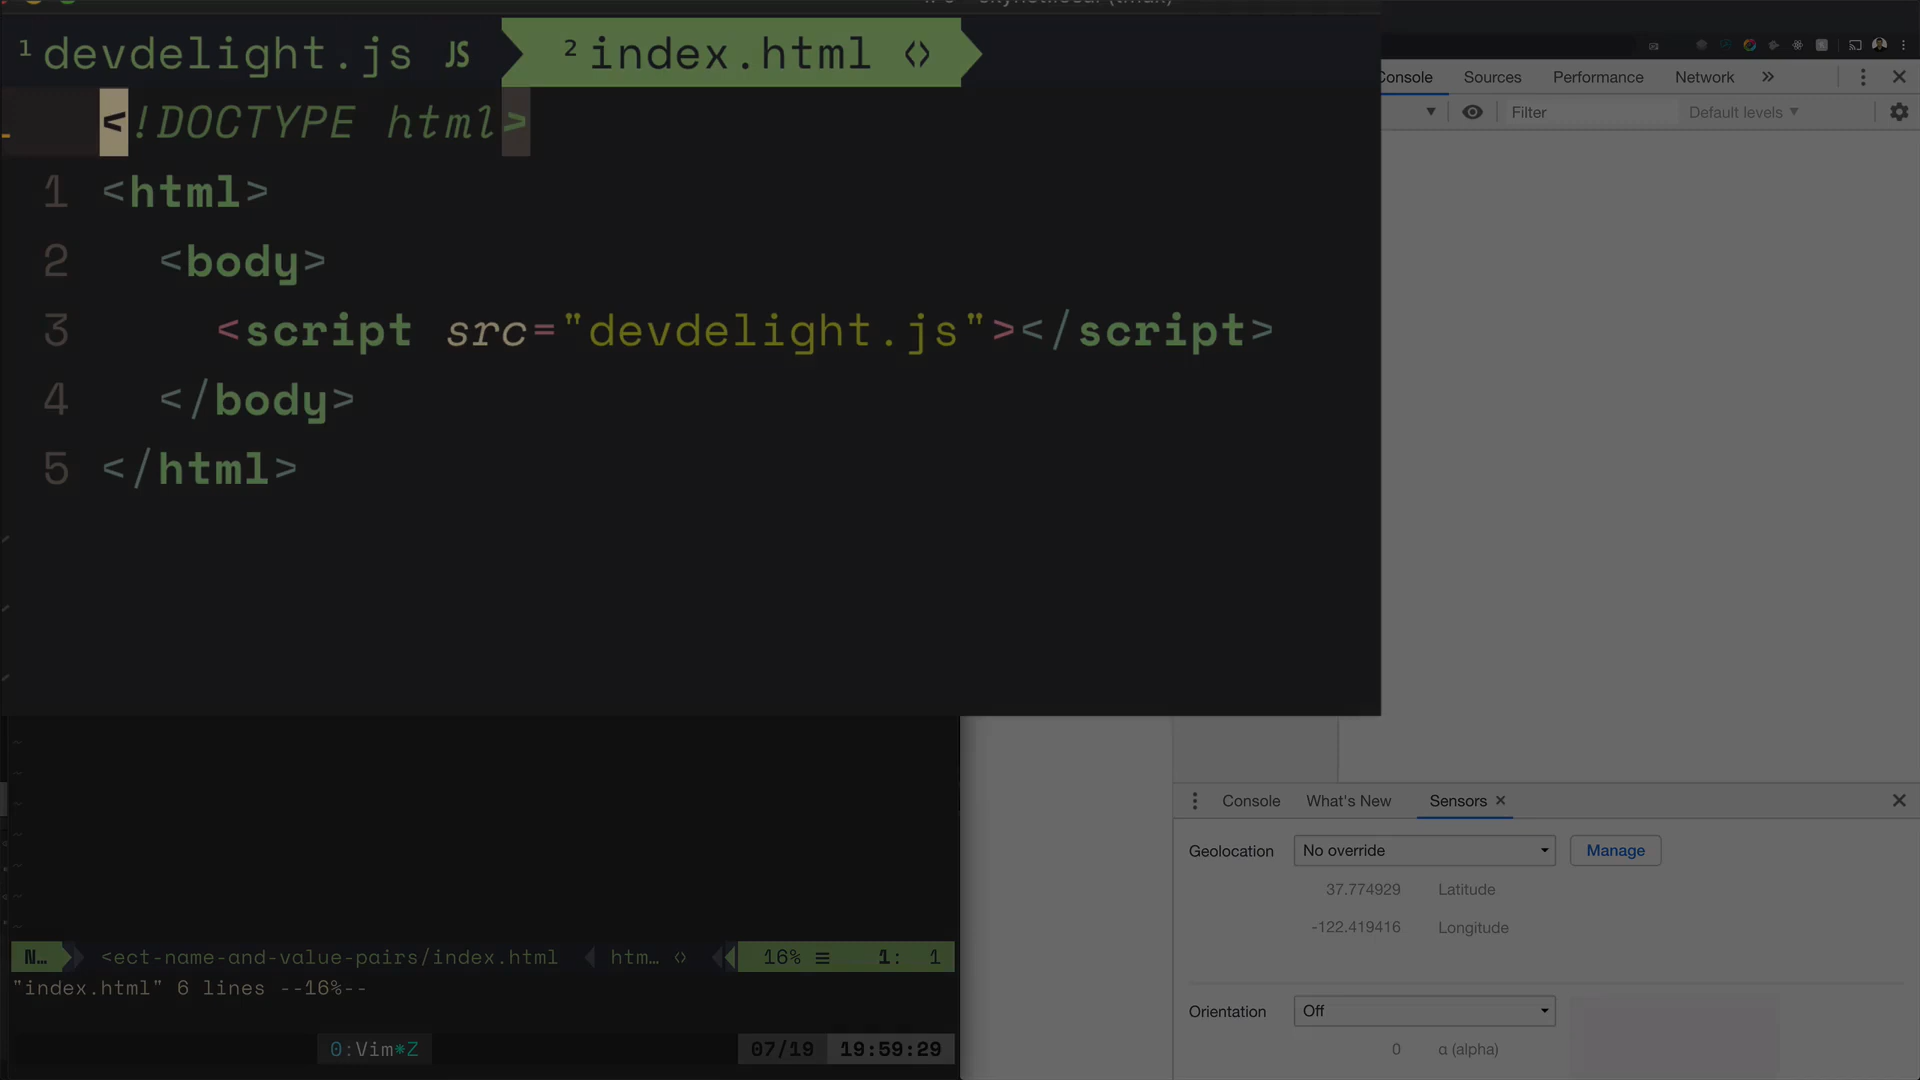 1 devdelight.js JS 2 index.html <>
<!DOCTYPE html>
1 <html>
2 <body>
3 <script src="devdelight.js"></script>
4 </body>
5 </html>
Console Sources Performance Network »
Filter Default levels ▼
~
~
~
~
~
~
~
Console What's New Sensors ×
Geolocation No override Manage
37.774929 Latitude
-122.419416 Longitude
Orientation Off
0 α (alpha)
N… <ect-name-and-value-pairs/index.html htm… <> 16% ≡ 1: 1
"index.html" 6 lines --16%--
0:Vim*Z 07/19 19:59:29